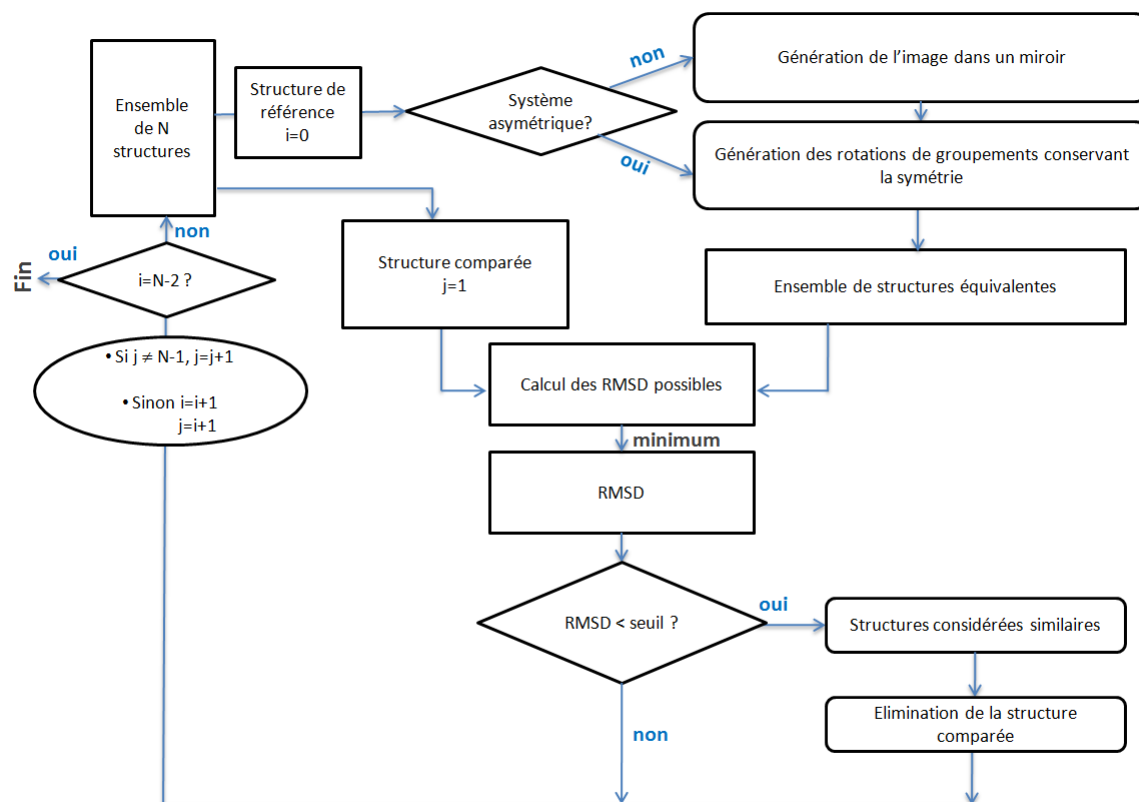 Ensemble
de N
structures
Structure de
référence
i=0
Système
asymétrique?
non
oui
Génération de l'image dans un miroir
Génération des rotations de groupements conservant
la symétrie
Ensemble de structures équivalentes
Structure comparée
j=1
Calcul des RMSD possibles
minimum
RMSD
RMSD < seuil ?
oui
non
Structures considérées similaires
Elimination de la structure
comparée
• Si j ≠ N-1, j=j+1
• Sinon i=i+1
j=i+1
i=N-2 ?
non
oui
Fin